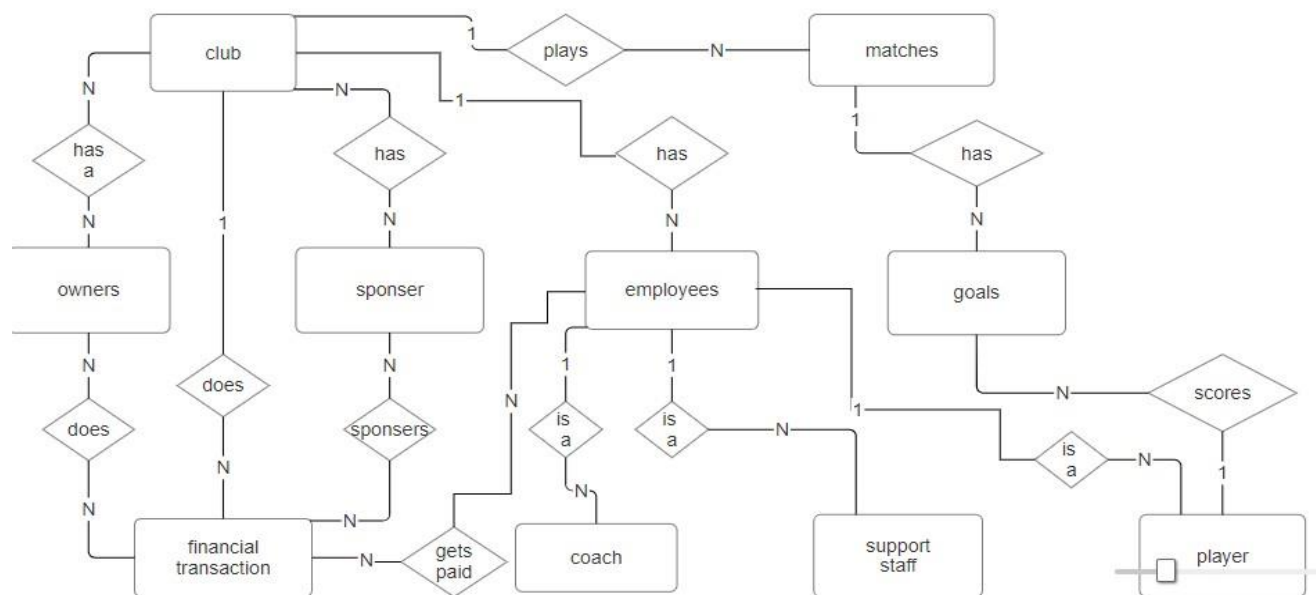 club
1
plays
N
matches
N
N
1
1
has
a
has
has
has
N
1
N
N
N
owners
sponser
employees
goals
N
N
1
1
N
does
does
sponsers
N
is
a
is
a
N
1
N
scores
is
a
N
1
N
N
N
N
N
gets
paid
financial
transaction
coach
support
staff
player